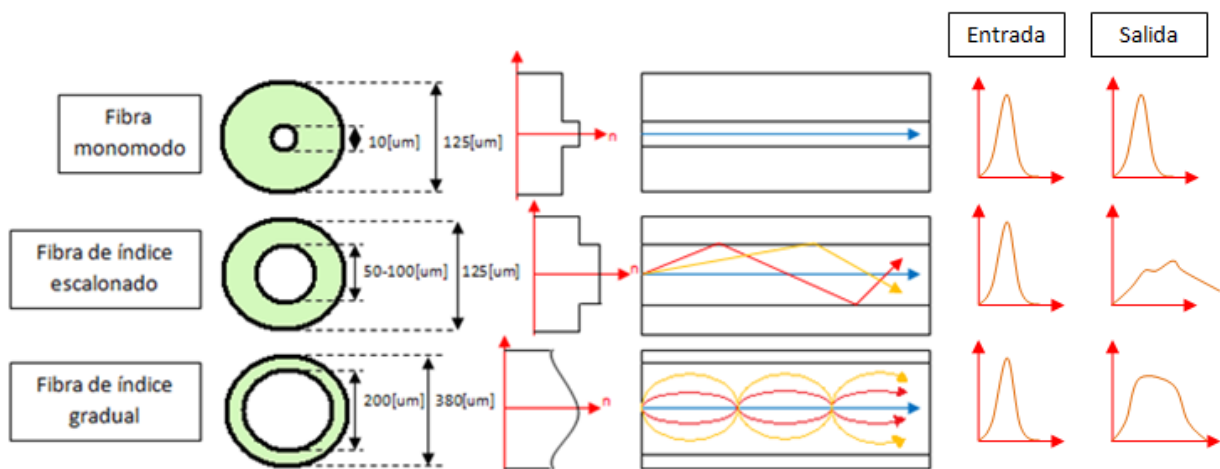 Entrada
Salida
Fibra
monomodo
10[um]
125[um]
n
Fibra de índice
escalonado
50-100[um]
125[um]
n
Fibra de índice
gradual
200[um]
380[um]
n